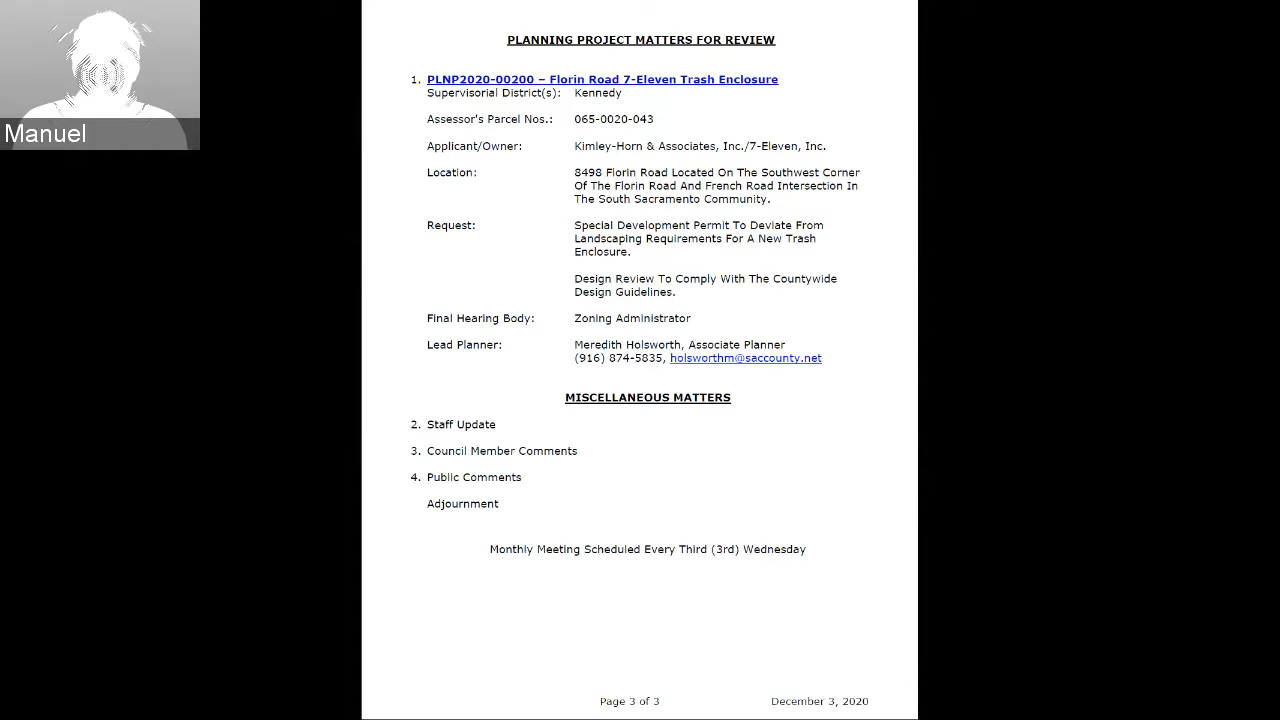 Manuel
PLANNING PROJECT MATTERS FOR REVIEW
1. PLNP2020-00200 – Florin Road 7-Eleven Trash Enclosure
Supervisorial District(s): Kennedy
Assessor's Parcel Nos.: 065-0020-043
Applicant/Owner: Kimley-Horn & Associates, Inc./7-Eleven, Inc.
Location: 8498 Florin Road Located On The Southwest Corner
Of The Florin Road And French Road Intersection In
The South Sacramento Community.
Request: Special Development Permit To Deviate From
Landscaping Requirements For A New Trash
Enclosure.
Design Review To Comply With The Countywide
Design Guidelines.
Final Hearing Body: Zoning Administrator
Lead Planner: Meredith Holsworth, Associate Planner
(916) 874-5835, holsworthm@saccounty.net
MISCELLANEOUS MATTERS
2. Staff Update
3. Council Member Comments
4. Public Comments
Adjournment
Monthly Meeting Scheduled Every Third (3rd) Wednesday
Page 3 of 3 December 3, 2020